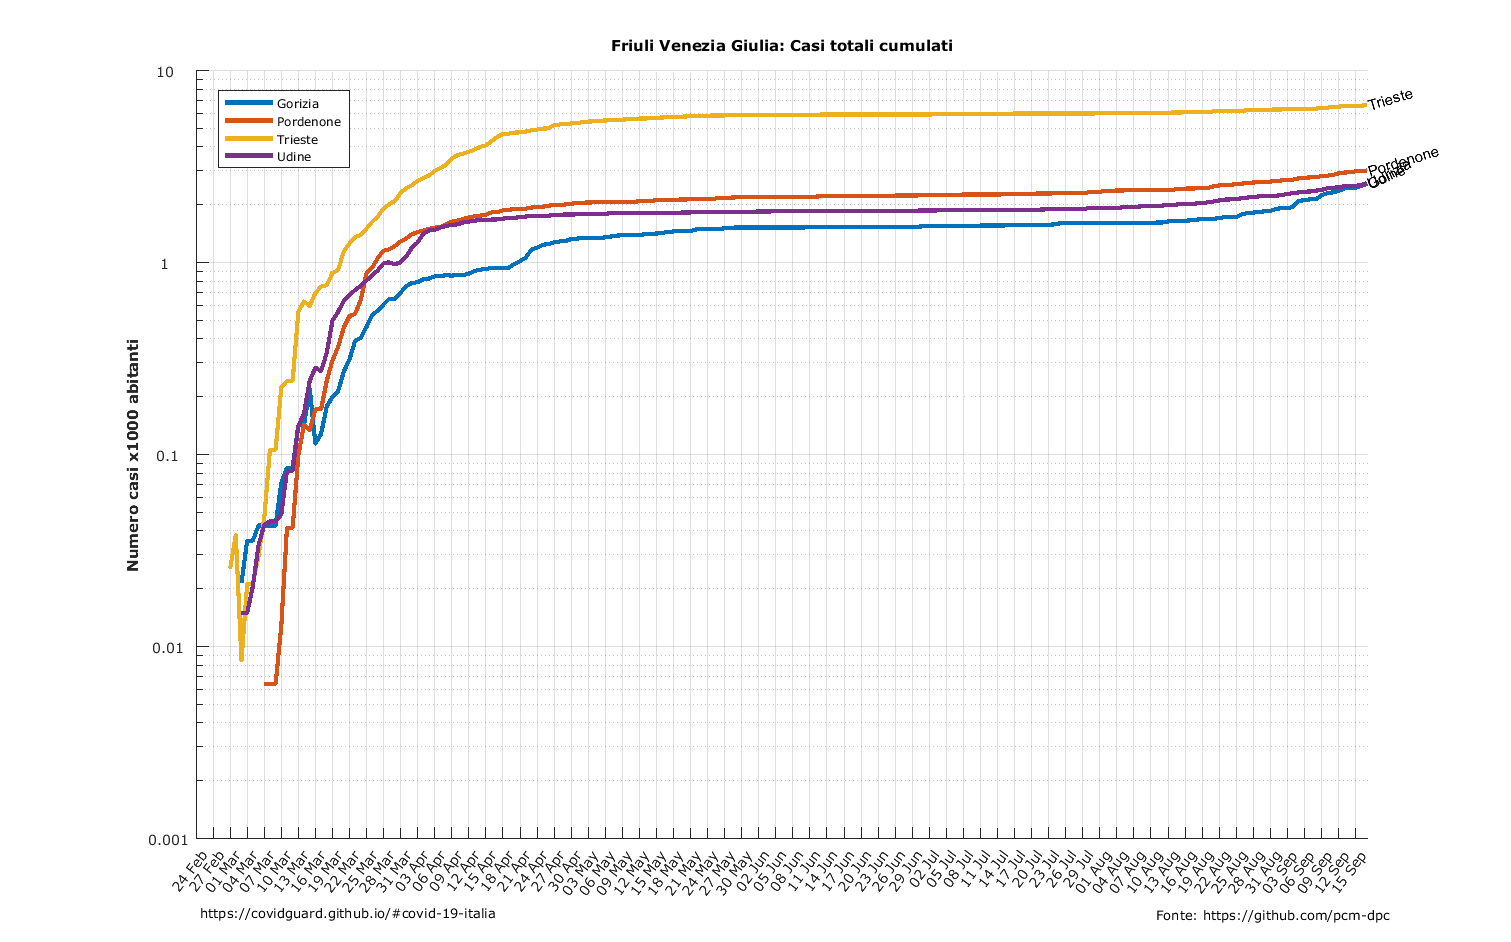 Friuli Venezia Giulia: Casi totali cumulati
10
1
0.1
0.01
0.001
Numero casi x1000 abitanti
Gorizia
Pordenone
Trieste
Udine
Trieste
Pordenone
Gorizia
Udine
24 Feb
27 Feb
01 Mar
04 Mar
07 Mar
10 Mar
13 Mar
16 Mar
19 Mar
22 Mar
25 Mar
28 Mar
31 Mar
03 Apr
06 Apr
09 Apr
12 Apr
15 Apr
18 Apr
21 Apr
24 Apr
27 Apr
30 Apr
03 May
06 May
09 May
12 May
15 May
18 May
21 May
24 May
27 May
30 May
02 Jun
05 Jun
08 Jun
11 Jun
14 Jun
17 Jun
20 Jun
23 Jun
26 Jun
29 Jun
02 Jul
05 Jul
08 Jul
11 Jul
14 Jul
17 Jul
20 Jul
23 Jul
26 Jul
29 Jul
01 Aug
04 Aug
07 Aug
10 Aug
13 Aug
16 Aug
19 Aug
22 Aug
25 Aug
28 Aug
31 Aug
03 Sep
06 Sep
09 Sep
12 Sep
15 Sep
https://covidguard.github.io/#covid-19-italia
Fonte: https://github.com/pcm-dpc